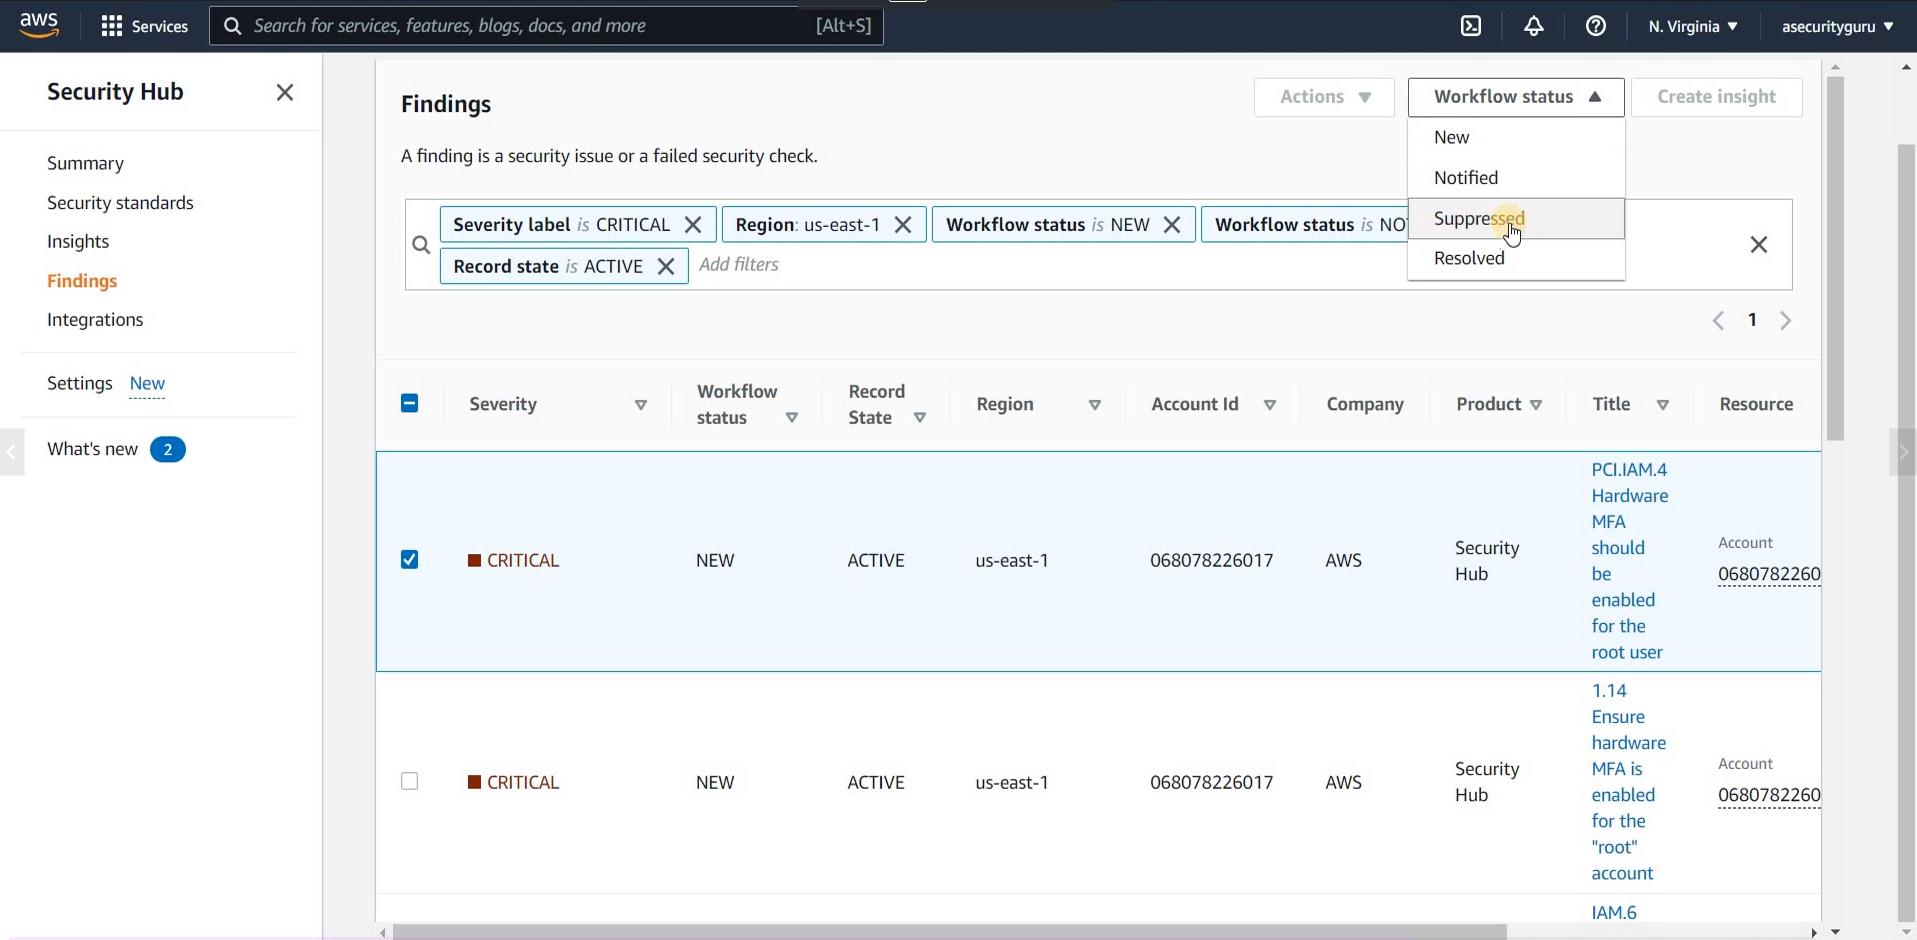 aws
Services
Search for services, features, blogs, docs, and more
[Alt+S]
N. Virginia
asecurityguru
Security Hub
Summary
Security standards
Insights
Findings
Integrations
Settings New
What's new 2
Findings
Actions
Workflow status
Create insight
New
Notified
Suppressed
Resolved
A finding is a security issue or a failed security check.
Severity label is CRITICAL
Region: us-east-1
Workflow status is NEW
Workflow status is NO
Record state is ACTIVE
Add filters
1
Severity
Workflow
status
Record
State
Region
Account Id
Company
Product
Title
Resource
CRITICAL
NEW
ACTIVE
us-east-1
068078226017
AWS
Security
Hub
PCI.IAM.4
Hardware
MFA
should
be
enabled
for the
root user
Account
0680782260
CRITICAL
NEW
ACTIVE
us-east-1
068078226017
AWS
Security
Hub
1.14
Ensure
hardware
MFA is
enabled
for the
"root"
account
Account
0680782260
IAM.6